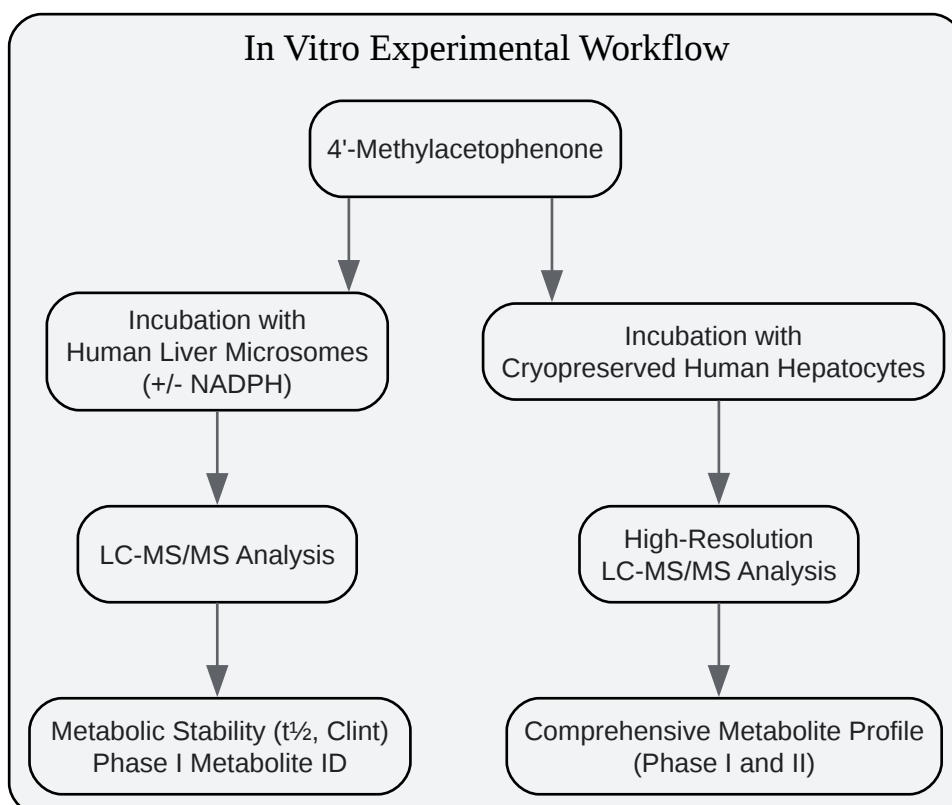 In Vitro Experimental Workflow
4'-Methylacetophenone
Incubation with
Human Liver Microsomes
(+/- NADPH)
Incubation with
Cryopreserved Human Hepatocytes
LC-MS/MS Analysis
High-Resolution
LC-MS/MS Analysis
Metabolic Stability (t½, Clint)
Phase I Metabolite ID
Comprehensive Metabolite Profile
(Phase I and II)